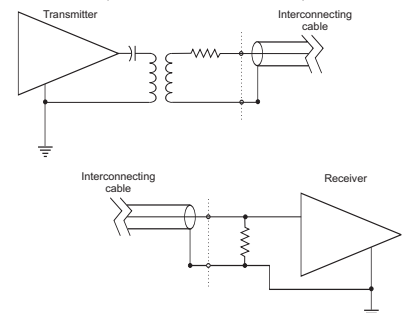 Transmitter
Interconnecting
cable
Interconnecting
cable
Receiver